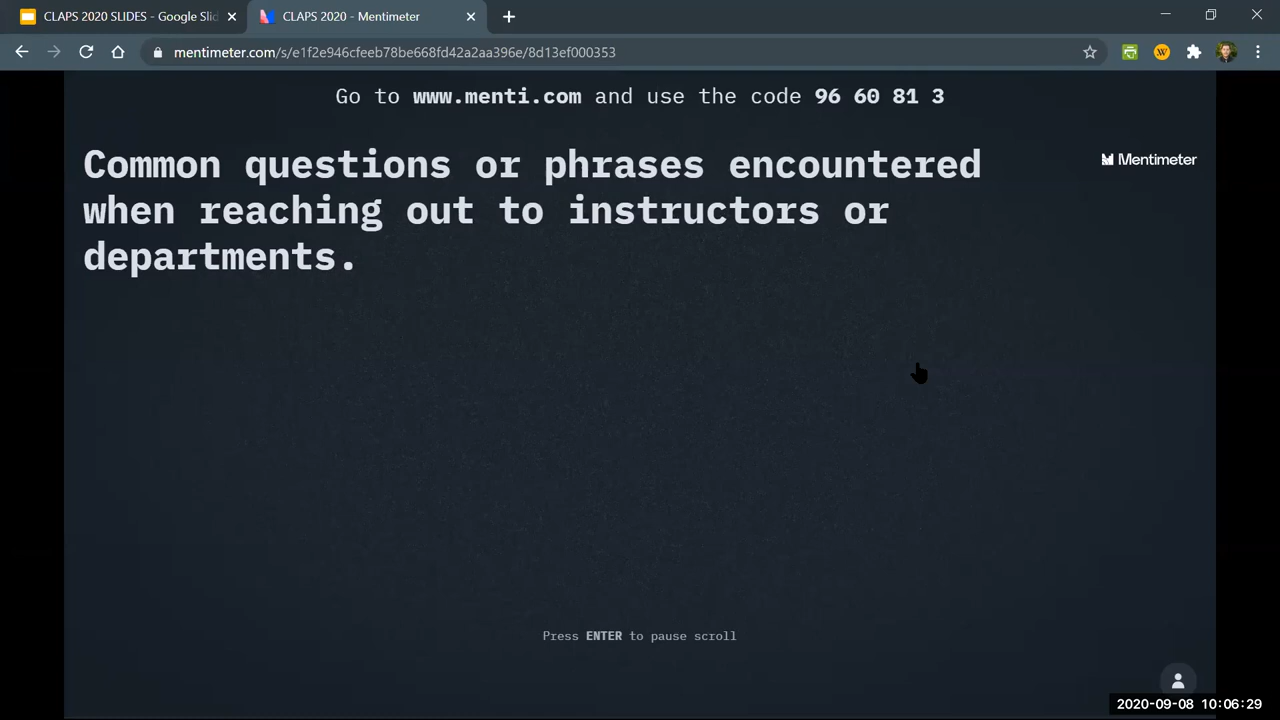 CLAPS 2020 SLIDES - Google Slid
CLAPS 2020 - Mentimeter
mentimeter.com/s/e1f2e946cfeeb78be668fd42a2aa396e/8d13ef000353
Go to www.menti.com and use the code 96 60 81 3
Common questions or phrases encountered
when reaching out to instructors or
departments.
Mentimeter
Press ENTER to pause scroll
2020-09-08 10:06:29